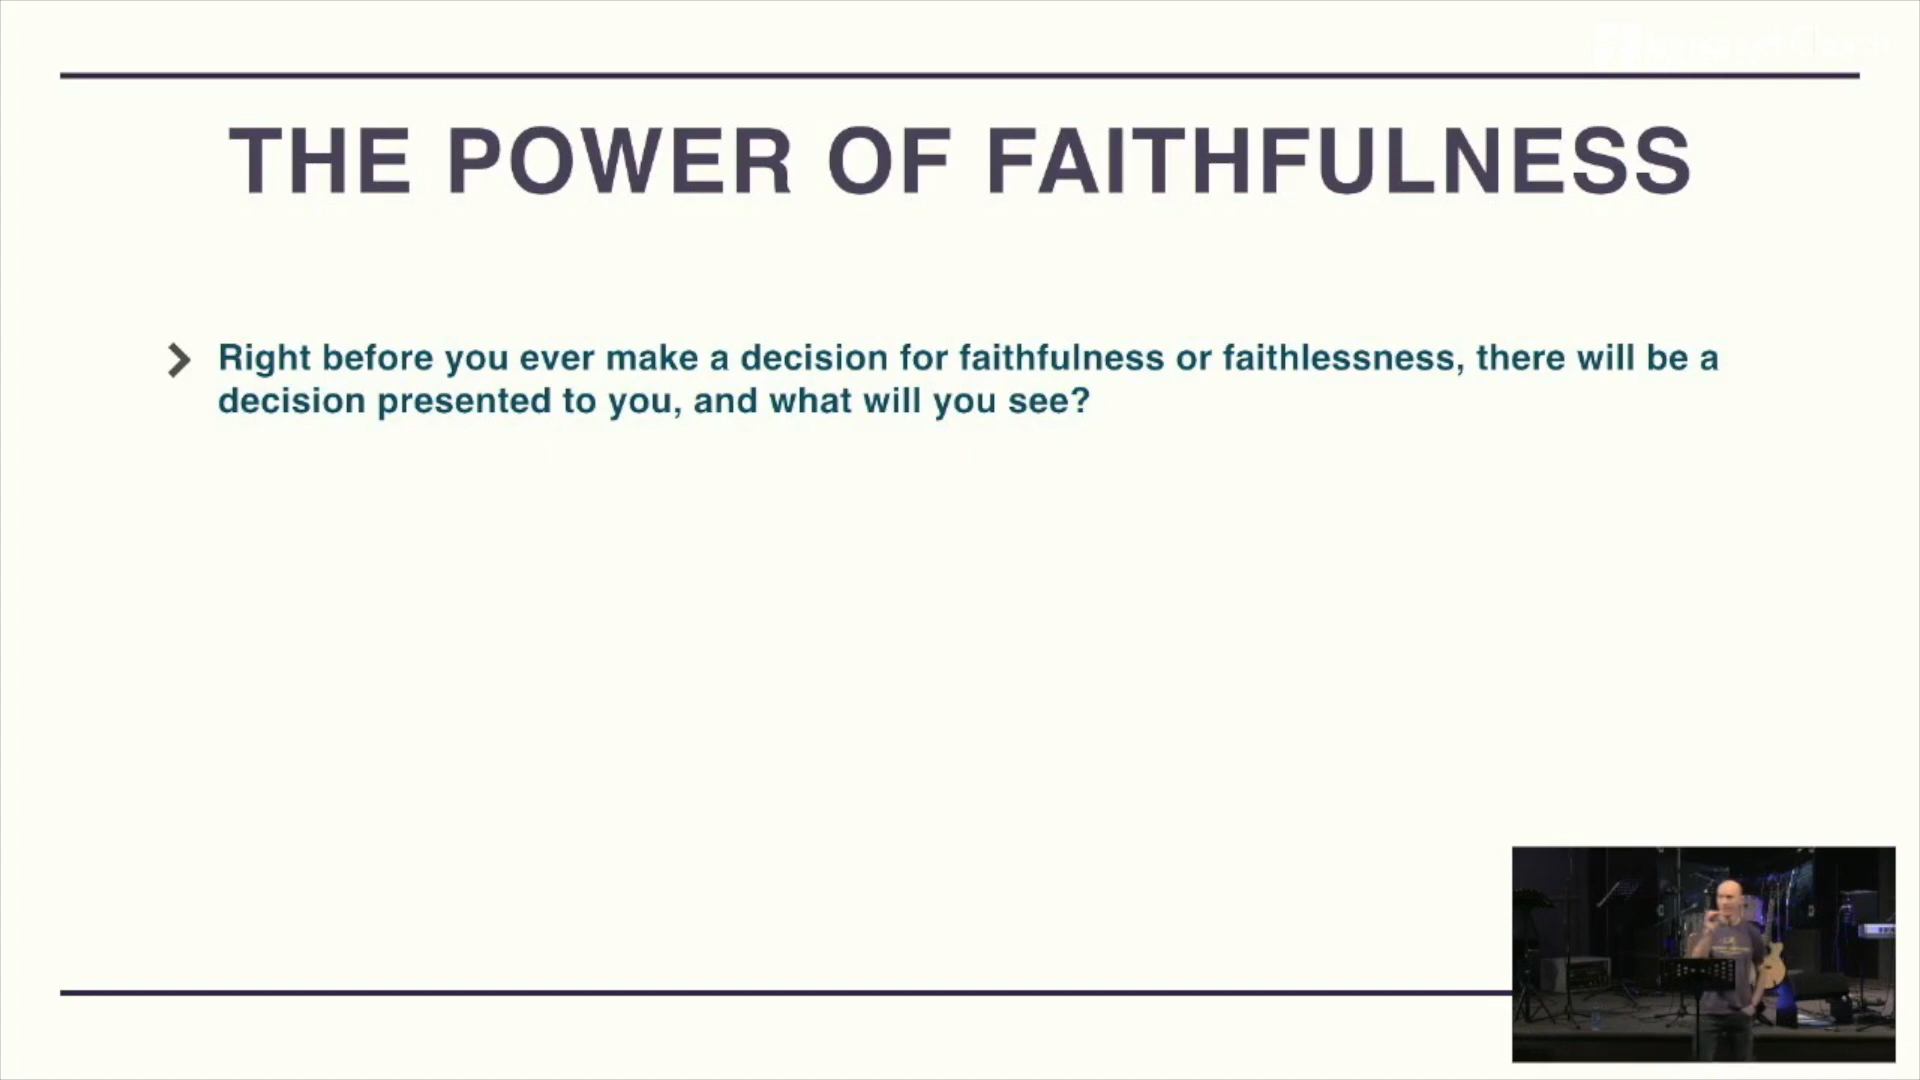 THE POWER OF FAITHFULNESS
Right before you ever make a decision for faithfulness or faithlessness, there will be a
decision presented to you, and what will you see?